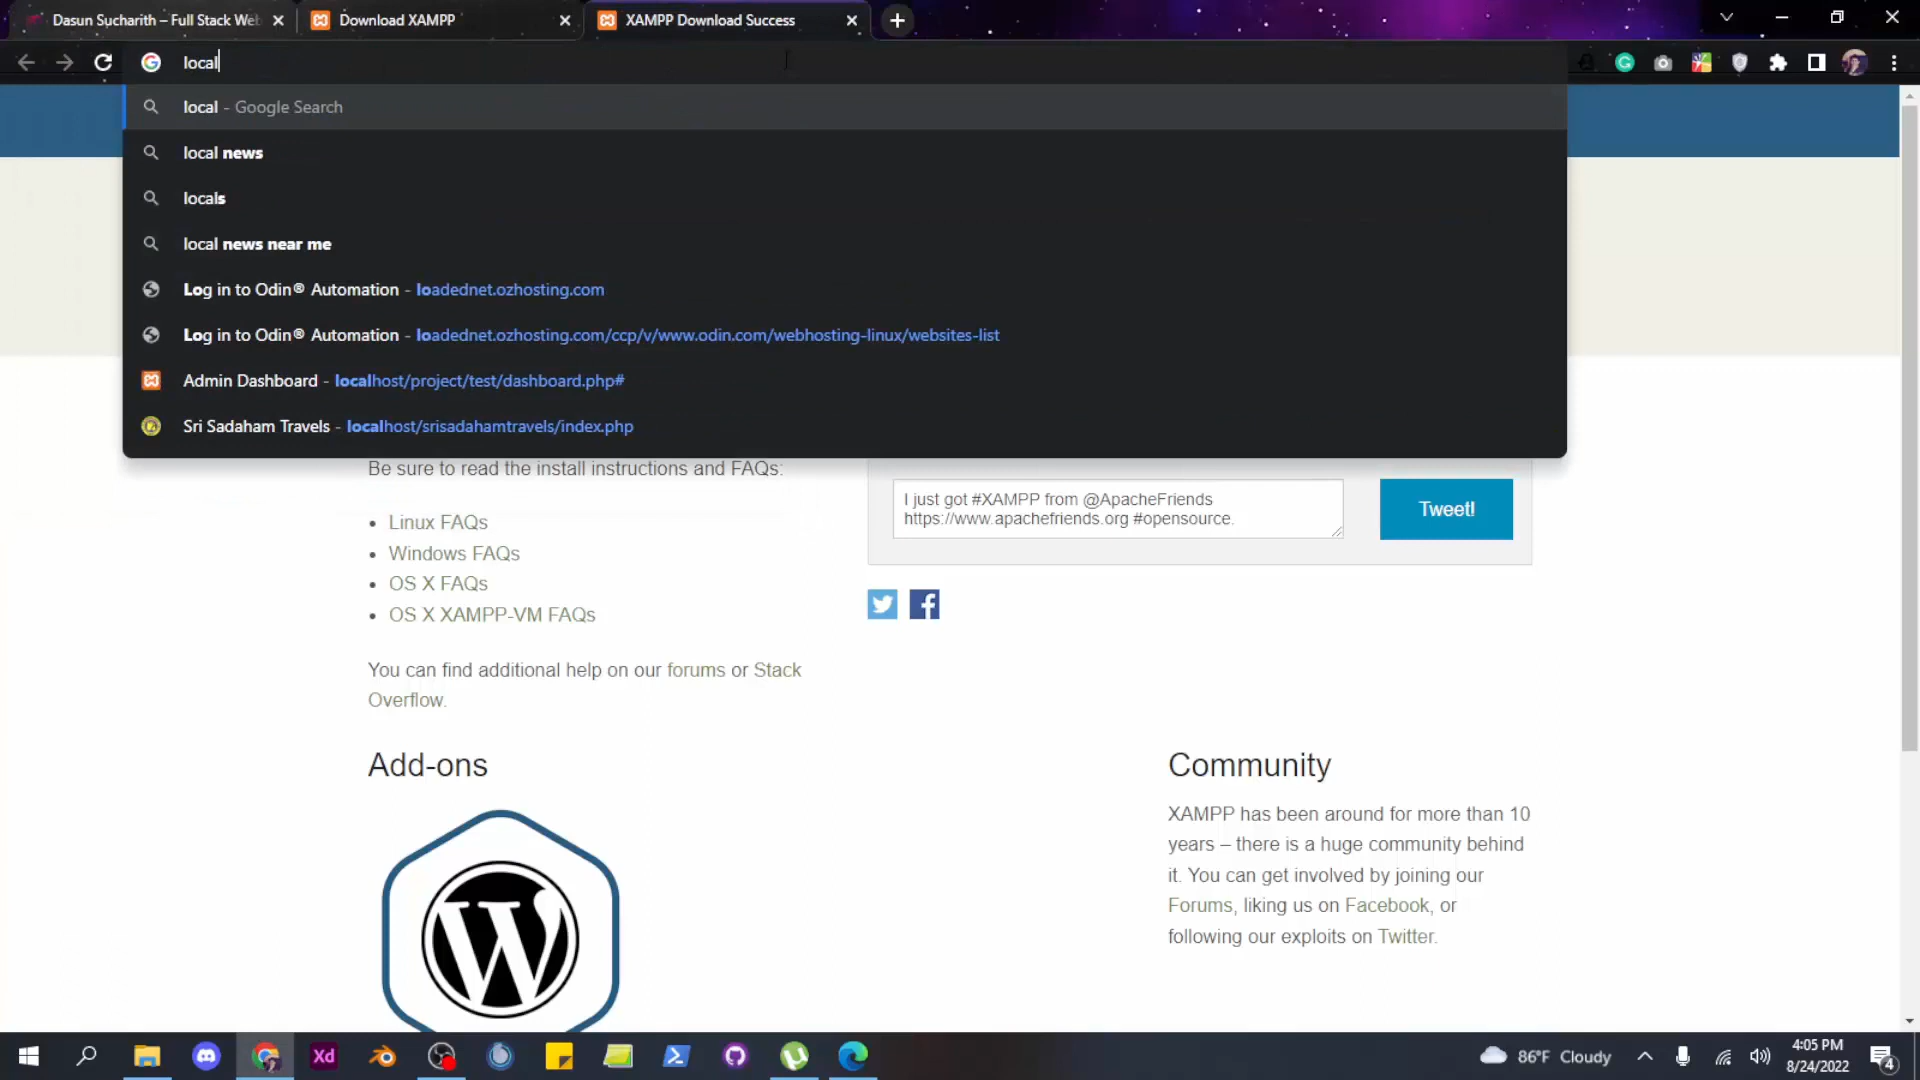 Dasun Sucharith – Full Stack Web
Download XAMPP
XAMPP Download Success
local
local - Google Search
local news
locals
local news near me
Log in to Odin® Automation - loadednet.ozhosting.com
Log in to Odin® Automation - loadednet.ozhosting.com/ccp/v/www.odin.com/webhosting-linux/websites-list
Admin Dashboard - localhost/project/test/dashboard.php#
Sri Sadaham Travels - localhost/srisadahamtravels/index.php
Be sure to read the install instructions and FAQs:
Linux FAQs
Windows FAQs
OS X FAQs
OS X XAMPP-VM FAQs
You can find additional help on our forums or Stack
Overflow.
I just got #XAMPP from @ApacheFriends
https://www.apachefriends.org #opensource.
Tweet!
Add-ons
Community
XAMPP has been around for more than 10
years – there is a huge community behind
it. You can get involved by joining our
Forums, liking us on Facebook, or
following our exploits on Twitter.
Xd
86°F Cloudy
4:05 PM
8/24/2022
4